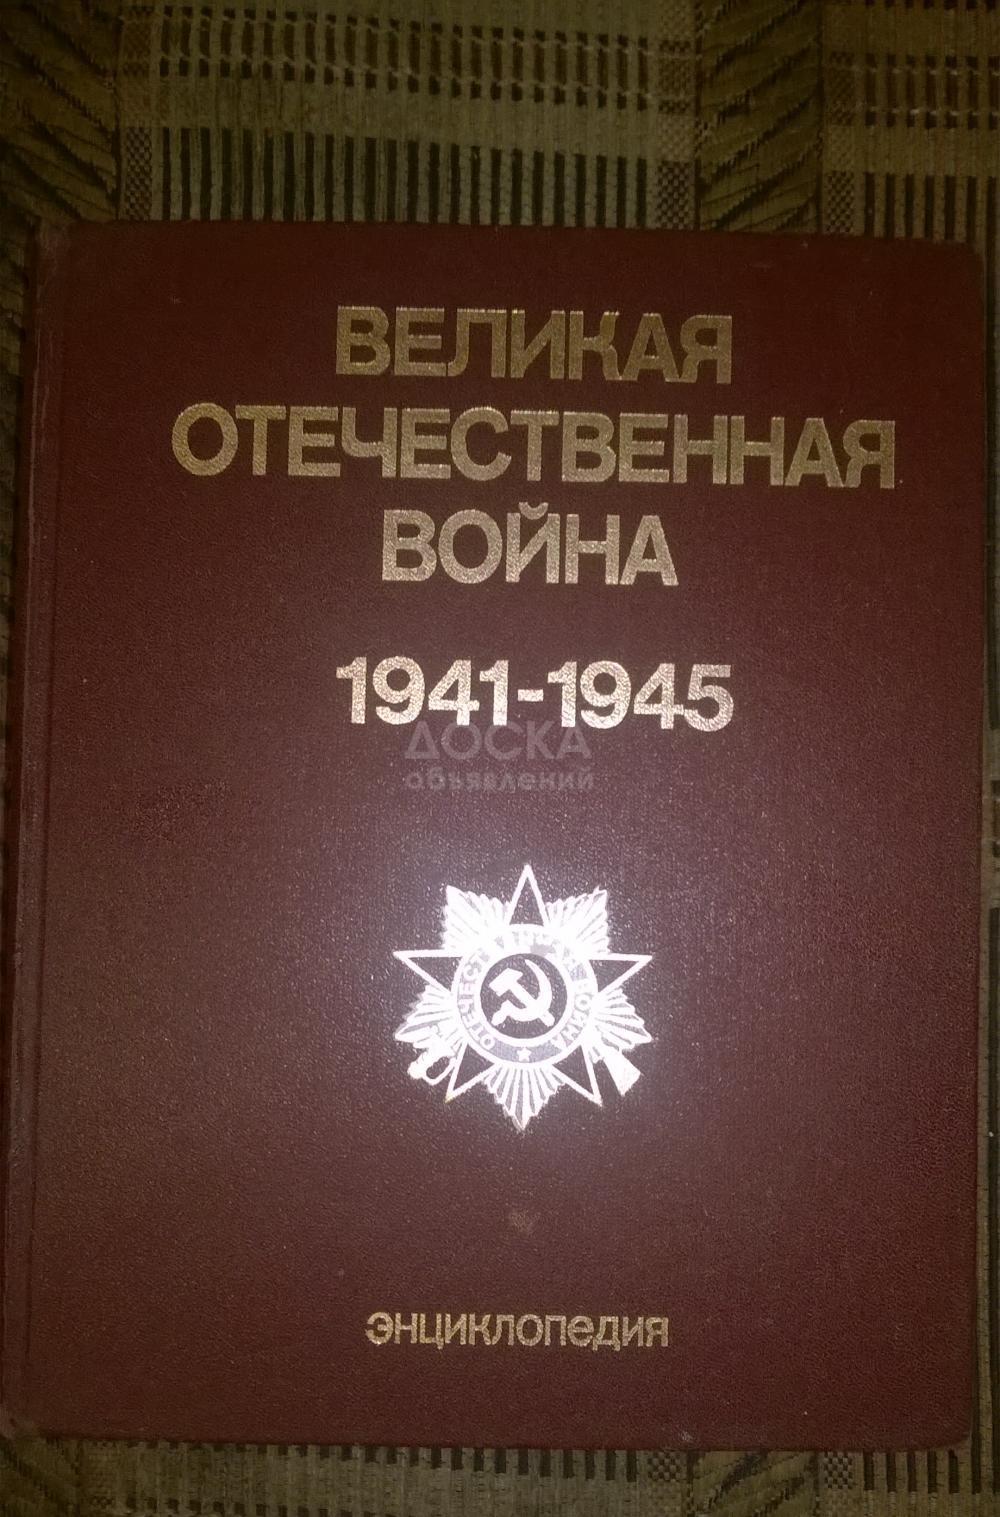 ВЕЛИКАЯ
ОТЕЧЕСТВЕННАЯ
ВОЙНА
1941-1945
ДОСКА
объявлений
ОТЕЧЕСТВЕННАЯ ВОЙНА
ЭНЦИКЛОПЕДИЯ